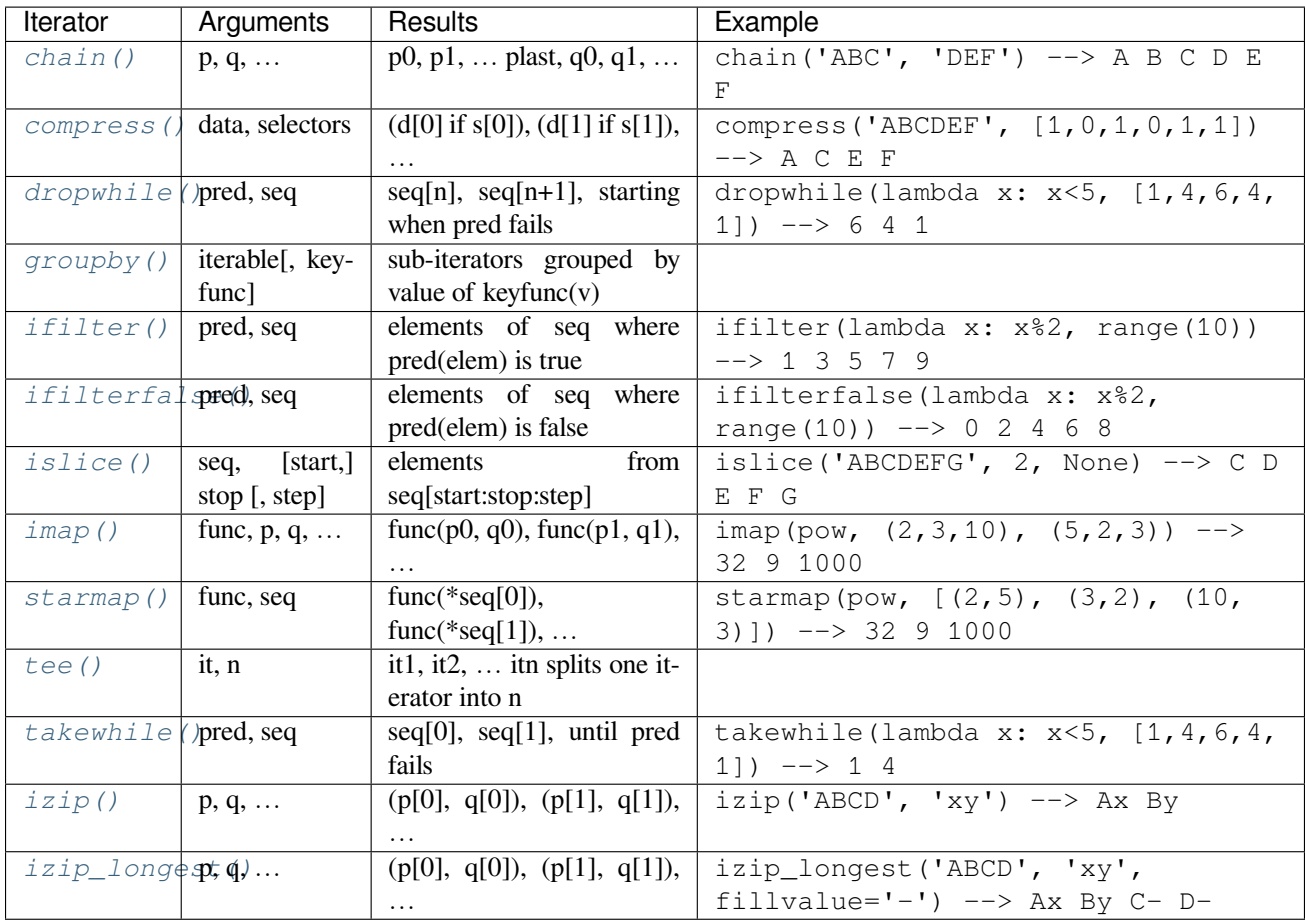 Iterator Arguments Results Example
chain() p, q, … p0, p1, … plast, q0, q1, … chain('ABC', 'DEF') --> A B C D E
F
compress() data, selectors (d[0] if s[0]), (d[1] if s[1]), compress('ABCDEF', [1,0,1,0,1,1])
… --> A C E F
dropwhile() pred, seq seq[n], seq[n+1], starting dropwhile(lambda x: x<5, [1,4,6,4,
when pred fails 1]) --> 6 4 1
groupby() iterable[, key- sub-iterators grouped by
func] value of keyfunc(v)
ifilter() pred, seq elements of seq where ifilter(lambda x: x%2, range(10))
pred(elem) is true --> 1 3 5 7 9
ifilterfalse() pred, seq elements of seq where ifilterfalse(lambda x: x%2,
pred(elem) is false range(10)) --> 0 2 4 6 8
islice() seq, [start,] elements from islice('ABCDEFG', 2, None) --> C D
stop [, step] seq[start:stop:step] E F G
imap() func, p, q, … func(p0, q0), func(p1, q1), imap(pow, (2,3,10), (5,2,3)) -->
… 32 9 1000
starmap() func, seq func(*seq[0]), starmap(pow, [(2,5), (3,2), (10,
func(*seq[1]), … 3)]) --> 32 9 1000
tee() it, n it1, it2, … itn splits one it-
erator into n
takewhile() pred, seq seq[0], seq[1], until pred takewhile(lambda x: x<5, [1,4,6,4,
fails 1]) --> 1 4
izip() p, q, … (p[0], q[0]), (p[1], q[1]), izip('ABCD', 'xy') --> Ax By
…
izip_longest() p, q, … (p[0], q[0]), (p[1], q[1]), izip_longest('ABCD', 'xy',
… fillvalue='-') --> Ax By C- D-